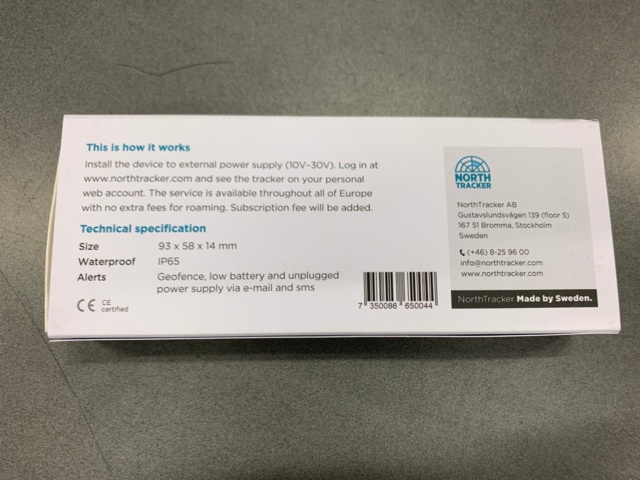 This is how it works
Install the device to external power supply (10V-30V). Log in at
www.northtracker.com and see the tracker on your personal
web account. The service is available throughout all of Europe
with no extra fees for roaming. Subscription fee will be added.
Technical specification
Size 93 x 58 x 14 mm
Waterproof IP65
Alerts Geofence, low battery and unplugged
power supply via e-mail and sms
CE CE
certified
7 350086 650044
NORTH
TRACKER
NorthTracker AB
Gustavslundsvägen 139 (floor 5)
167 51 Bromma, Stockholm
Sweden
(+46) 8-25 96 00
info@northtracker.com
www.northtracker.com
NorthTracker Made by Sweden.